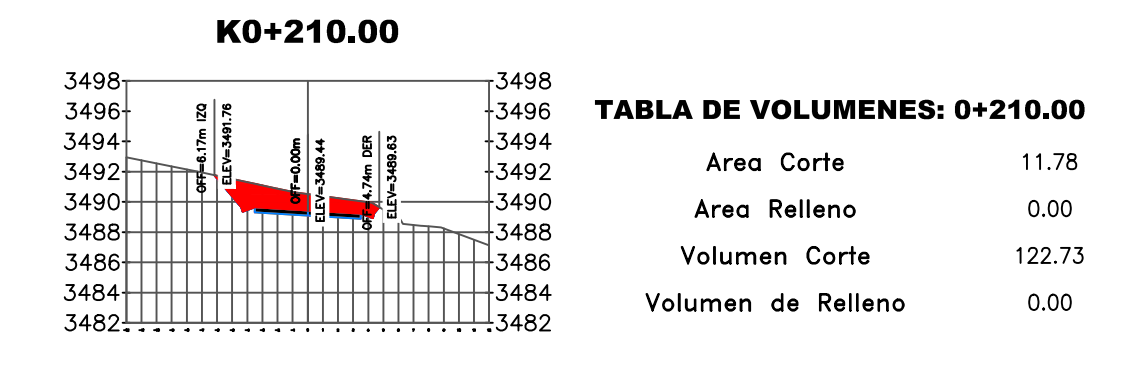 K0+210.00
3498
3496
3494
3492
3490
3488
3486
3484
3482
OFF=6.17m IZQ
ELEV=3491.76
OFF=0.00m
ELEV=3489.44
OFF=4.74m DER
ELEV=3489.63
3498
3496
3494
3492
3490
3488
3486
3484
3482
TABLA DE VOLUMENES: 0+210.00
Area Corte 11.78
Area Relleno 0.00
Volumen Corte 122.73
Volumen de Relleno 0.00